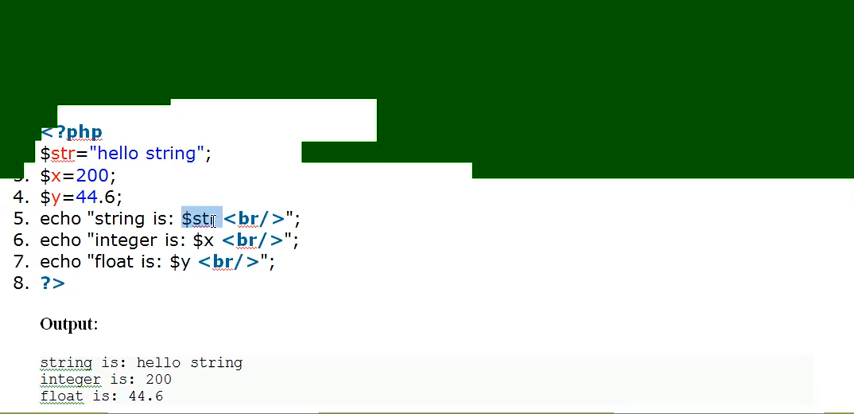 <?php
$str="hello string";
3. $x=200;
4. $y=44.6;
5. echo "string is: $str <br/>";
6. echo "integer is: $x <br/>";
7. echo "float is: $y <br/>";
8. ?>
Output:
string is: hello string
integer is: 200
float is: 44.6